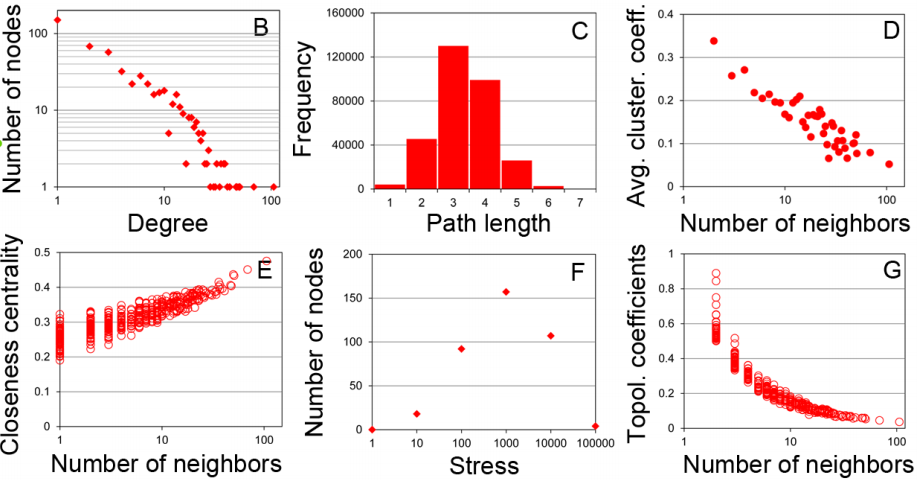 B
Number of nodes
100
10
1
1
10
100
Degree
C
Frequency
160000
120000
80000
40000
0
1 2 3 4 5 6 7
Path length
D
Avg. cluster. coeff.
0.4
0.3
0.2
0.1
0
1
10
100
Number of neighbors
E
Closeness centrality
0.5
0.4
0.3
0.2
0.1
0
1
10
100
Number of neighbors
F
Number of nodes
200
150
100
50
0
1 10 100 1000 10000 100000
Stress
G
Topol. coefficients
1
0.8
0.6
0.4
0.2
0
1
10
100
Number of neighbors